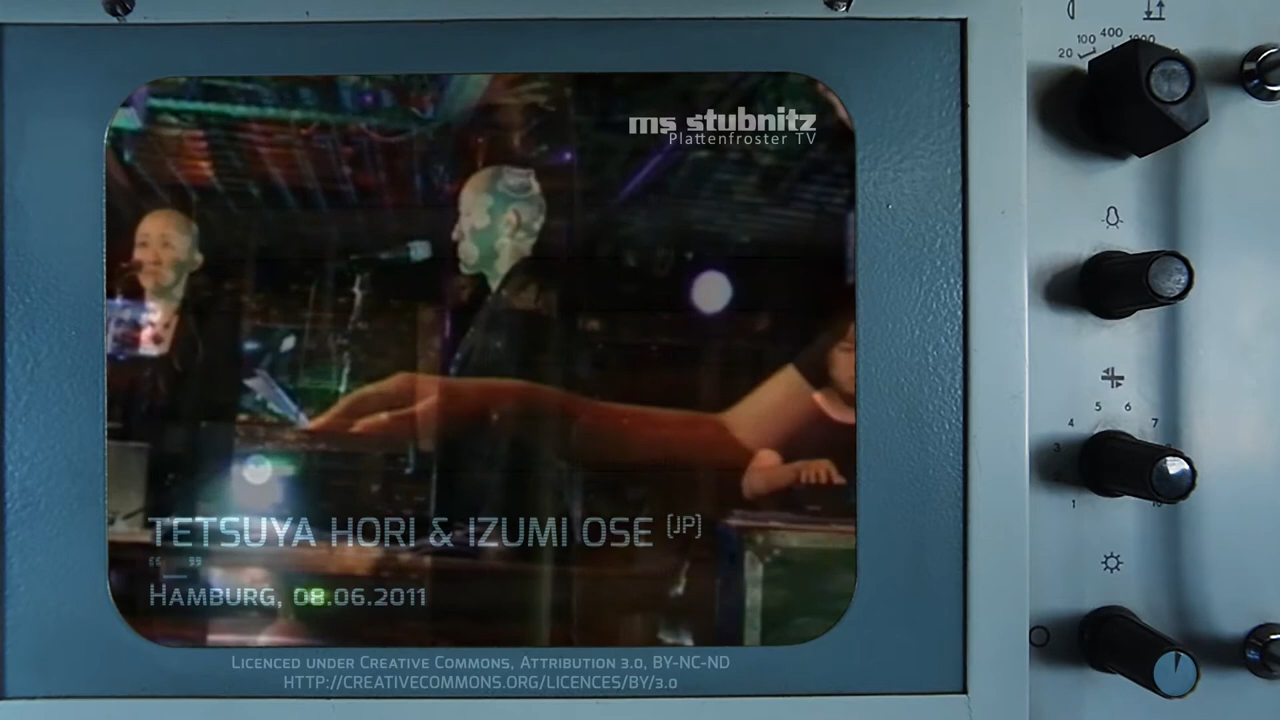 20 100 400 1000
ms stubnitz
Plattenfroster TV
5 6
4 7
3
1 10
TETSUYA HORI & IZUMI OSE (JP)
"_"
HAMBURG, 08.06.2011
LICENCED UNDER CREATIVE COMMONS, ATTRIBUTION 3.0, BY-NC-ND
HTTP://CREATIVECOMMONS.ORG/LICENCES/BY/3.0